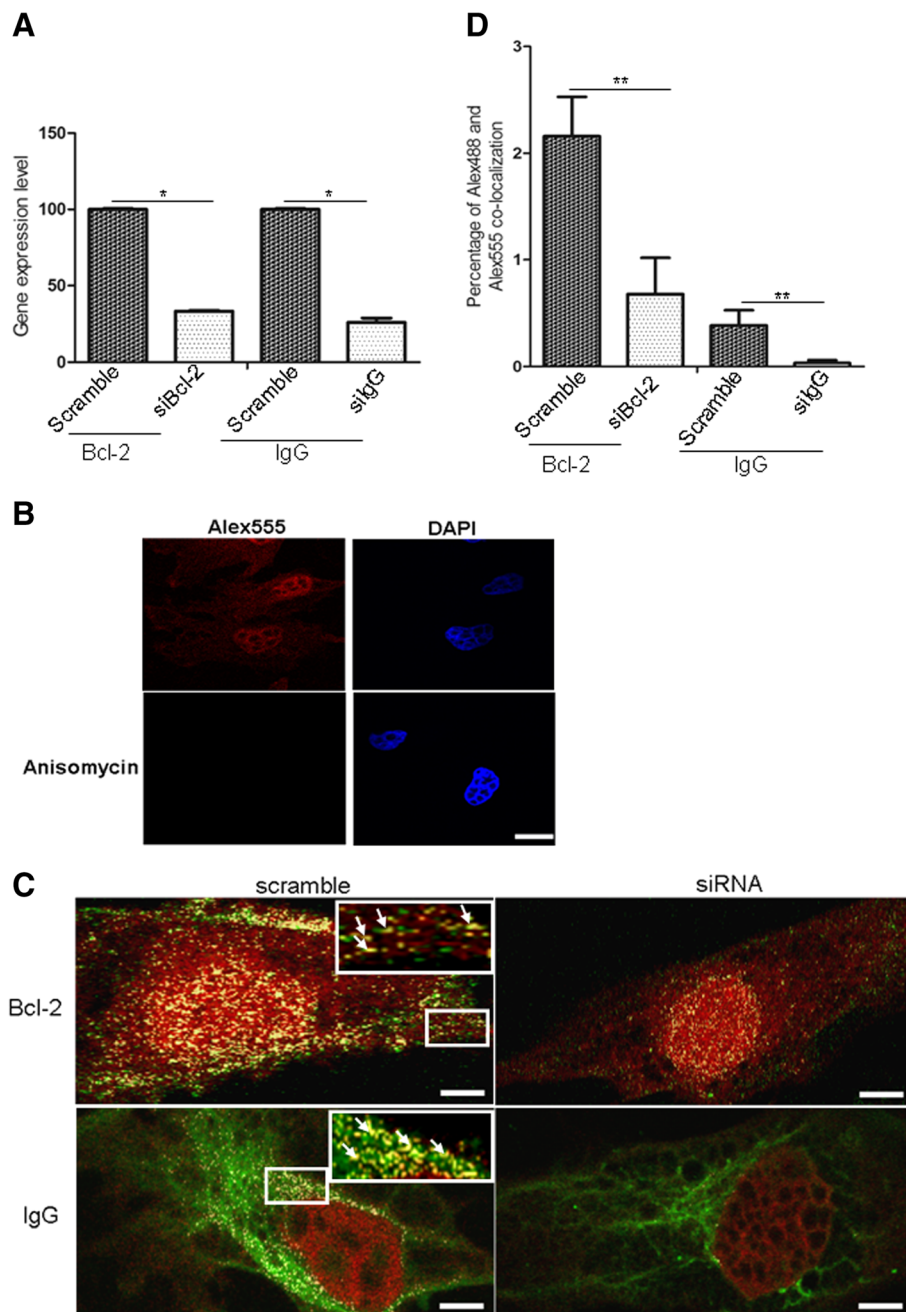 A
Gene expression level
150
100
50
0
*
*
Scramble
siBcl-2
Scramble
siIgG
Bcl-2
IgG
D
Percentage of Alex488 and
Alex555 co-localization
3
2
1
0
**
**
Scramble
siBcl-2
Scramble
siIgG
Bcl-2
IgG
B
Alex555
DAPI
Anisomycin
C
scramble
siRNA
Bcl-2
IgG